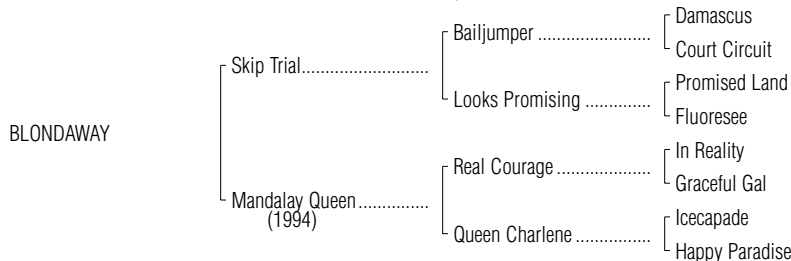 Damascus
Bailjumper ........................
Court Circuit
Skip Trial...........................
Promised Land
Looks Promising ..............
Fluoresee
BLONDAWAY
In Reality
Real Courage ....................
Graceful Gal
Mandalay Queen ...............
(1994)
Icecapade
Queen Charlene ................
Happy Paradise